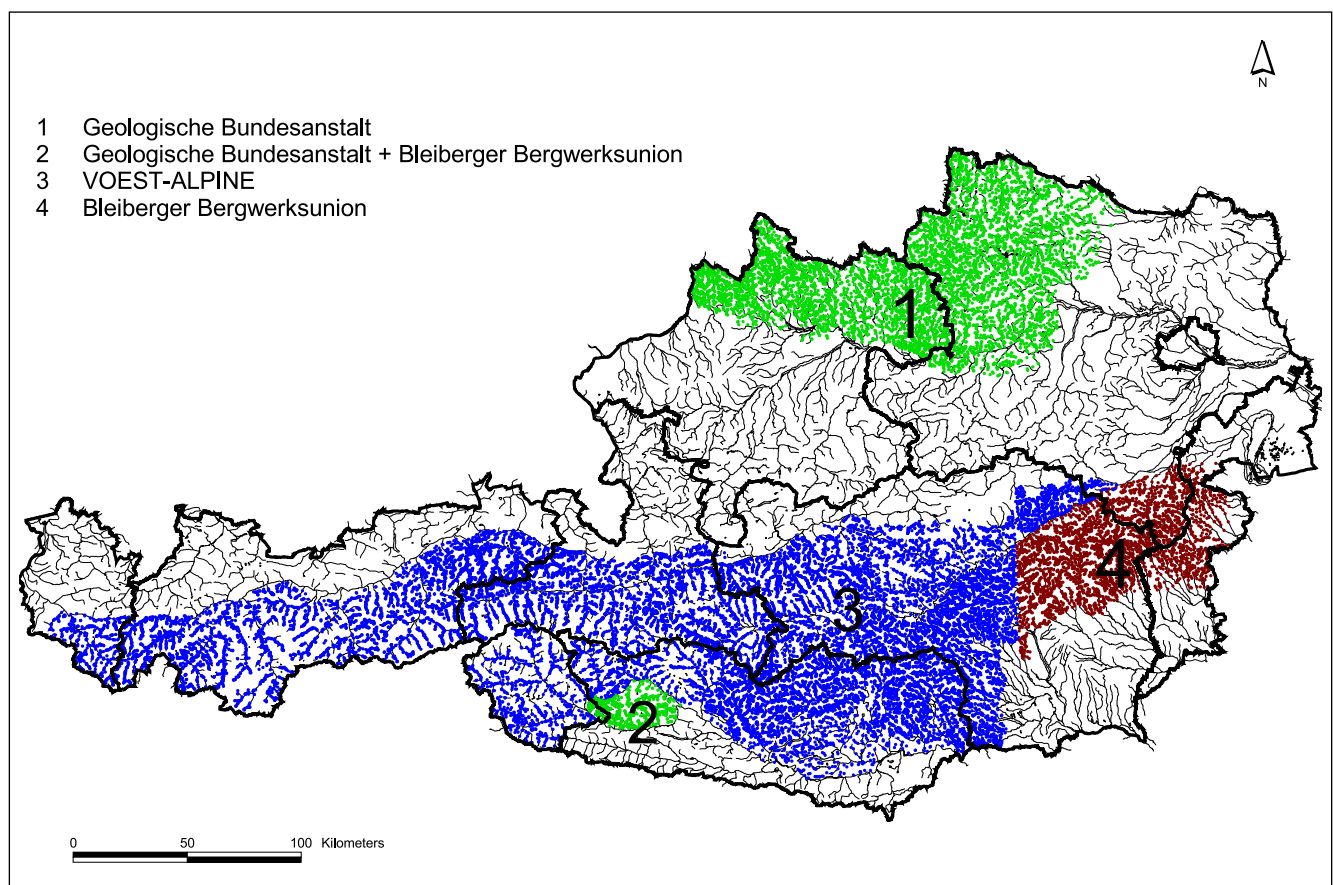 N
1 Geologische Bundesanstalt
2 Geologische Bundesanstalt + Bleiberger Bergwerksunion
3 VOEST-ALPINE
4 Bleiberger Bergwerksunion
1
4
3
2
0 50 100 Kilometers